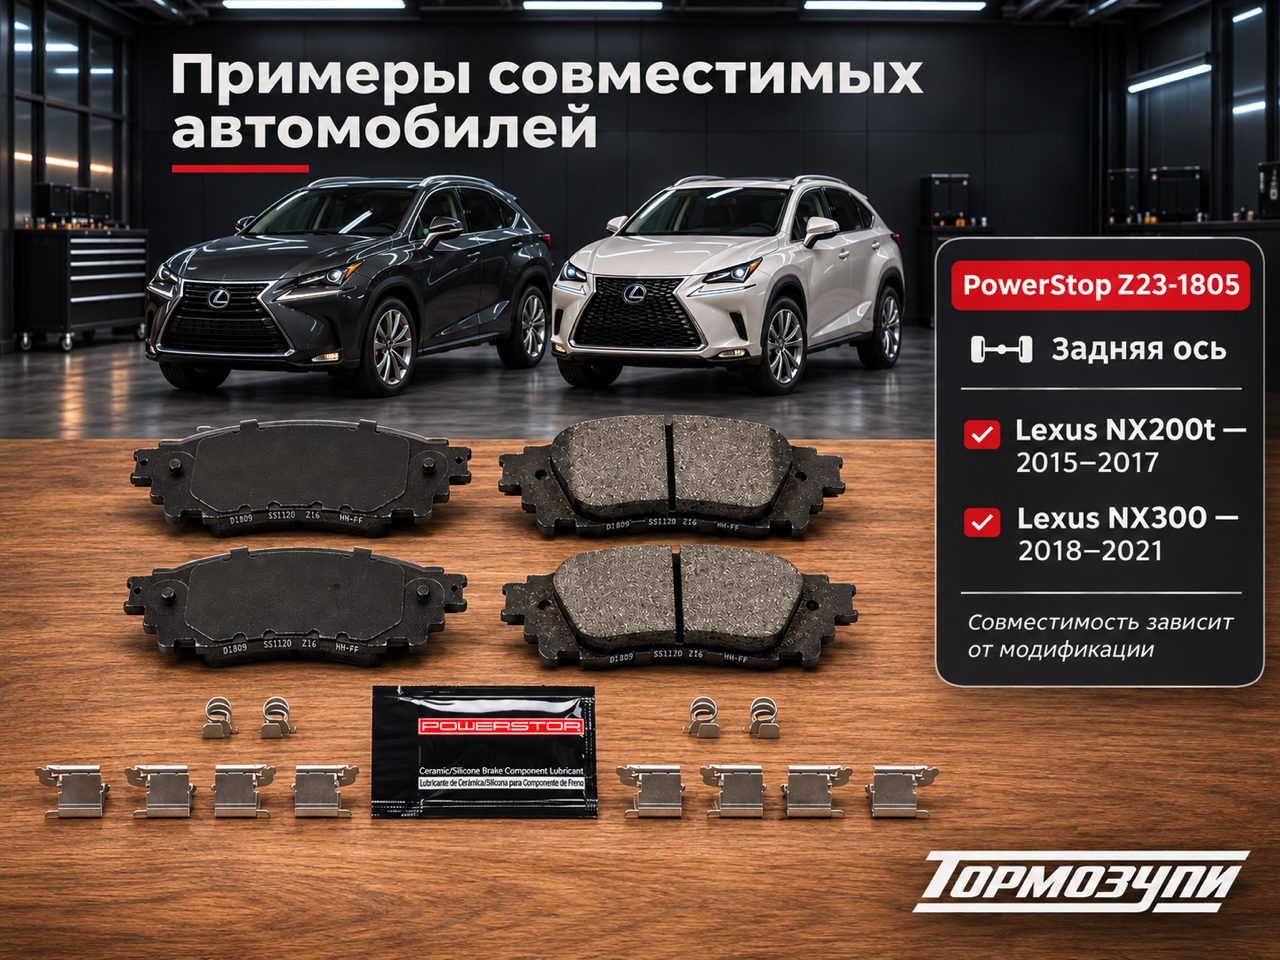 Примеры совместимых
автомобилей
PowerStop Z23-1805
Задняя ось
Lexus NX200t —
2015–2017
Lexus NX300 —
2018–2021
Совместимость зависит
от модификации
D1809 SS1120 Z16 HH-FF
D1809 SS1120 Z16 HH-FF
D1809 SS1120 Z16 HH-FF
D1809 SS1120 Z16 HH-FF
POWERSTOP
Ceramic/Silicone Brake Component Lubricant
Lubricante de Cerámica/Silicona para Componente de Freno
ТОРМОЗУПИ